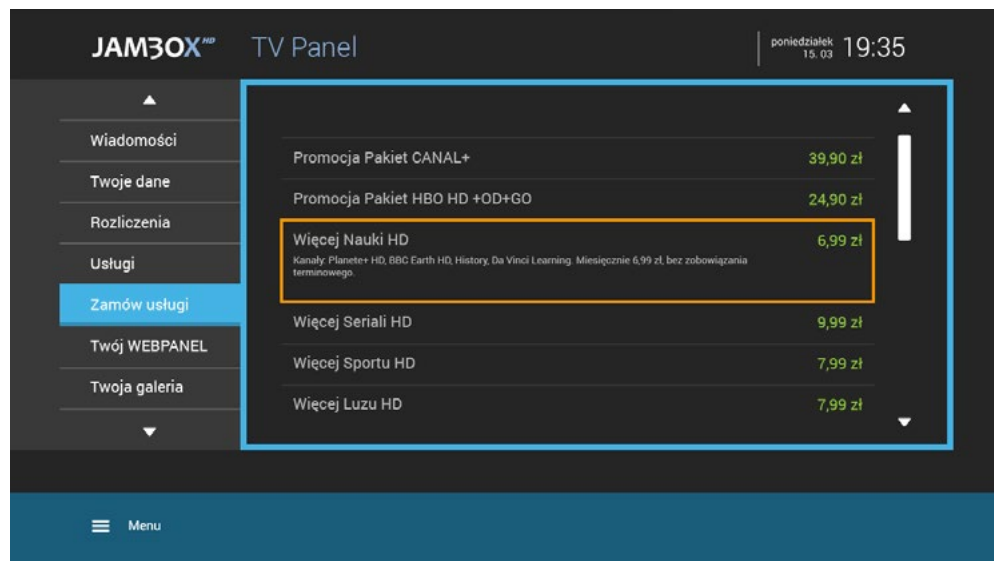 JAMBOX HD
TV Panel
poniedziałek
15. 03
19:35
Wiadomości
Twoje dane
Rozliczenia
Usługi
Zamów usługi
Twój WEBPANEL
Twoja galeria
Promocja Pakiet CANAL+ 39,90 zł
Promocja Pakiet HBO HD +OD+GO 24,90 zł
Więcej Nauki HD 6,99 zł
Kanały: Planete+ HD, BBC Earth HD, History, Da Vinci Learning. Miesięcznie 6,99 zł, bez zobowiązania
terminowego.
Więcej Seriali HD 9,99 zł
Więcej Sportu HD 7,99 zł
Więcej Luzu HD 7,99 zł
Menu